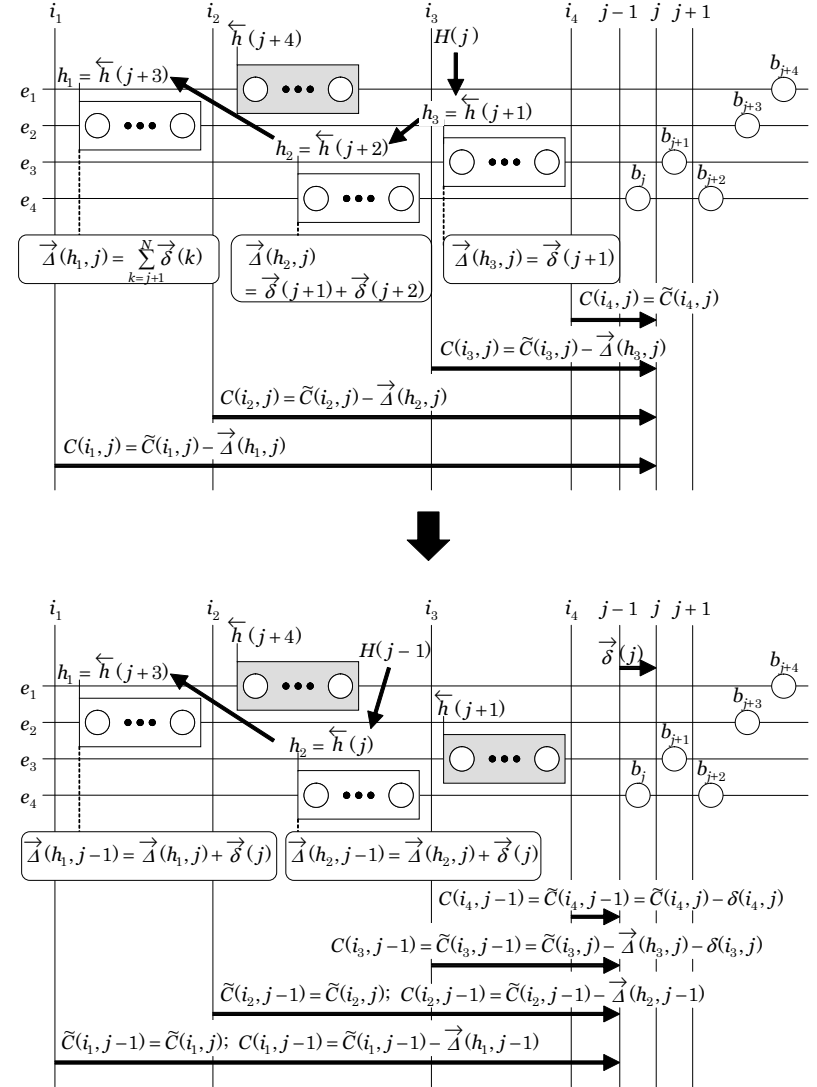 i₁ i₂ i₃ i₄ j−1 j j+1
←h(j+4) H(j)
h₁ = ←h(j+3) b_{j+4}
e₁
h₃ = ←h(j+1) b_{j+3}
e₂
h₂ = ←h(j+2) b_{j+1}
e₃
b_j b_{j+2}
e₄
→Δ(h₁, j) = Σ_{k=j+1}^{N} →δ(k)
→Δ(h₂, j)
= →δ(j+1) + →δ(j+2)
→Δ(h₃, j) = →δ(j+1)
C(i₄, j) = C̃(i₄, j)
C(i₃, j) = C̃(i₃, j) − →Δ(h₃, j)
C(i₂, j) = C̃(i₂, j) − →Δ(h₂, j)
C(i₁, j) = C̃(i₁, j) − →Δ(h₁, j)
i₁ i₂ i₃ i₄ j−1 j j+1
←h(j+4) H(j−1) →δ(j)
h₁ = ←h(j+3) b_{j+4}
e₁
←h(j+1) b_{j+3}
e₂
h₂ = ←h(j) b_{j+1}
e₃
b_j b_{j+2}
e₄
→Δ(h₁, j−1) = →Δ(h₁, j) + →δ(j)
→Δ(h₂, j−1) = →Δ(h₂, j) + →δ(j)
C(i₄, j−1) = C̃(i₄, j−1) = C̃(i₄, j) − δ(i₄, j)
C(i₃, j−1) = C̃(i₃, j−1) = C̃(i₃, j) − →Δ(h₃, j) − δ(i₃, j)
C̃(i₂, j−1) = C̃(i₂, j); C(i₂, j−1) = C̃(i₂, j−1) − →Δ(h₂, j−1)
C̃(i₁, j−1) = C̃(i₁, j); C(i₁, j−1) = C̃(i₁, j−1) − →Δ(h₁, j−1)